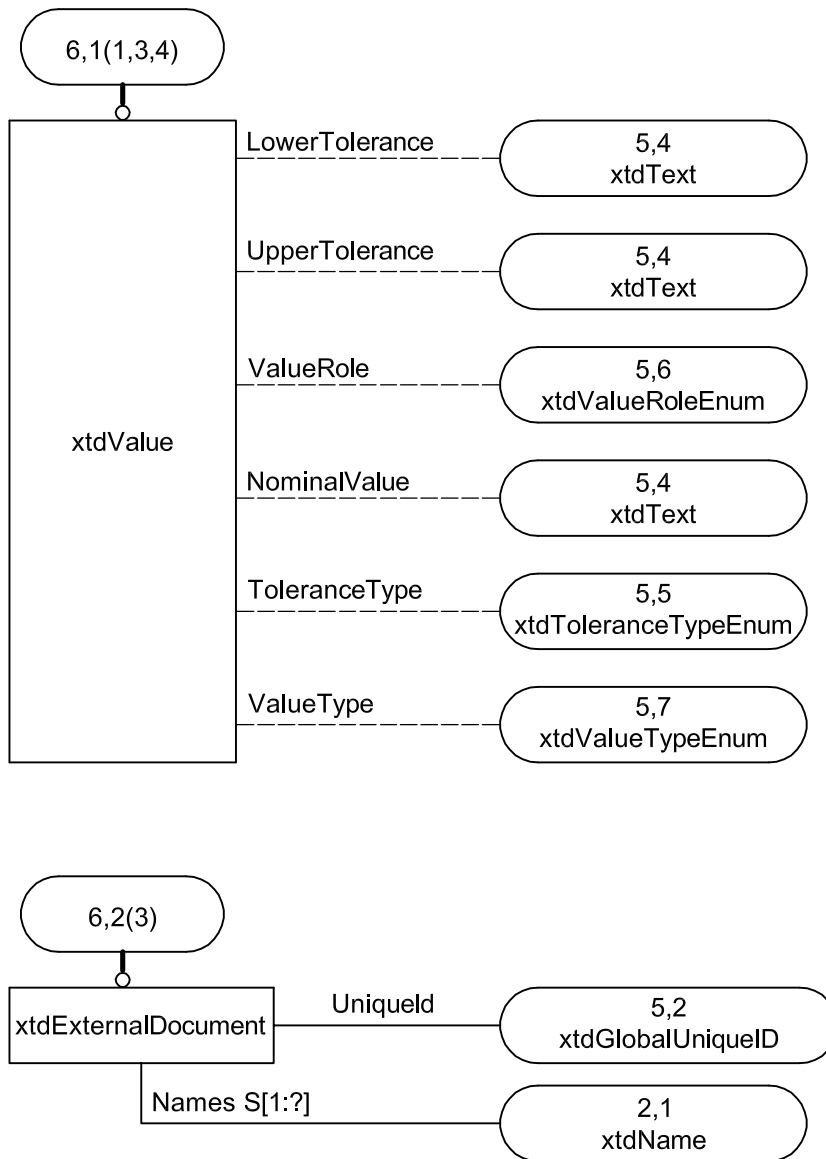 6,1(1,3,4)
LowerTolerance
5,4
xtdText
UpperTolerance
5,4
xtdText
ValueRole
5,6
xtdValueRoleEnum
xtdValue
NominalValue
5,4
xtdText
ToleranceType
5,5
xtdToleranceTypeEnum
ValueType
5,7
xtdValueTypeEnum
6,2(3)
xtdExternalDocument
UniqueId
5,2
xtdGlobalUniqueID
Names S[1:?]
2,1
xtdName